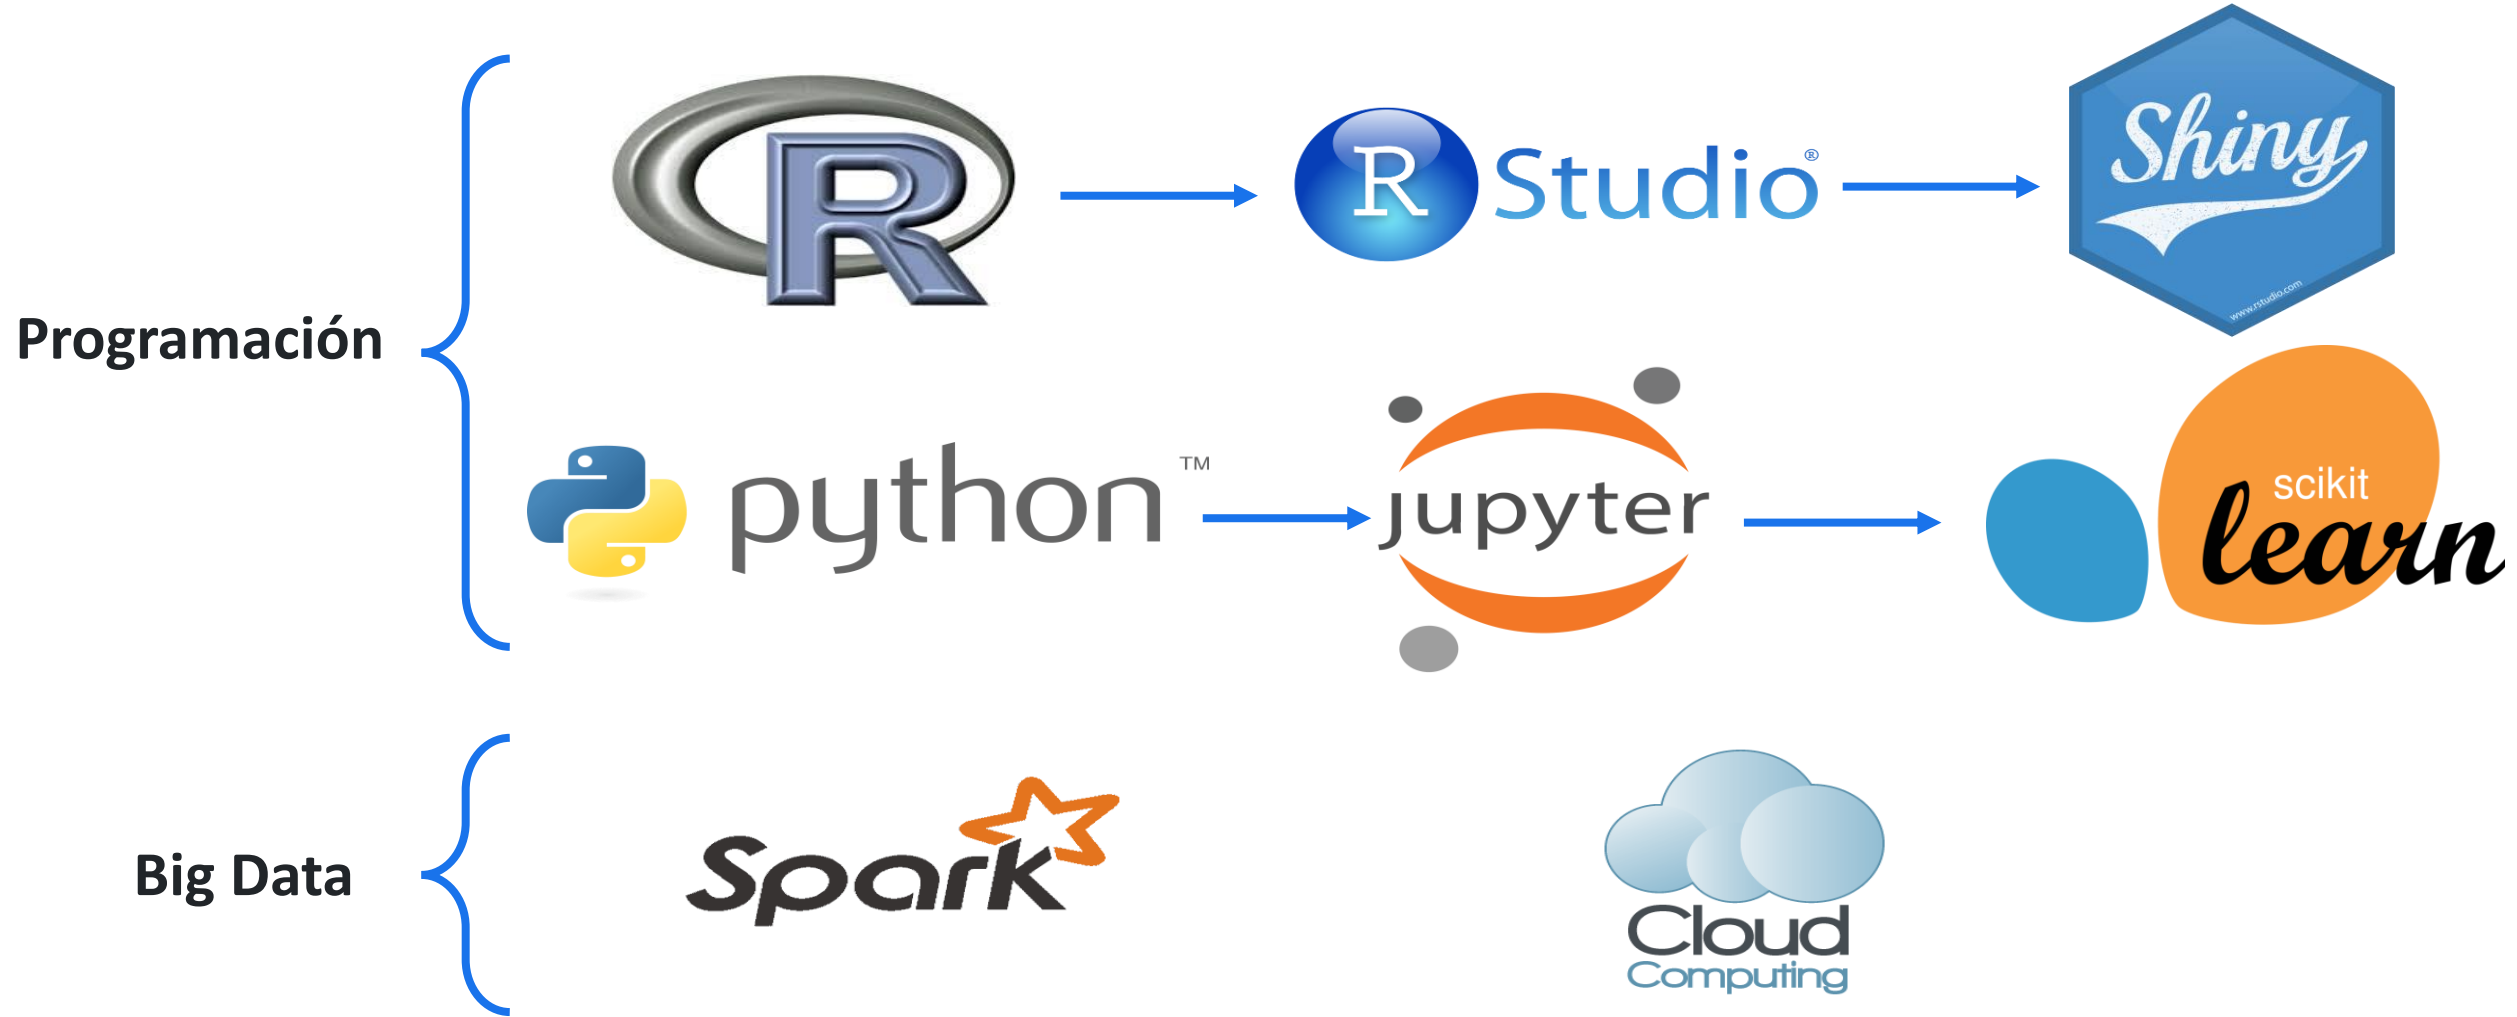 Programación
R
R Studio®
Shiny
www.rstudio.com
python™
jupyter
scikit
learn
Big Data
Spark
Cloud
Computing